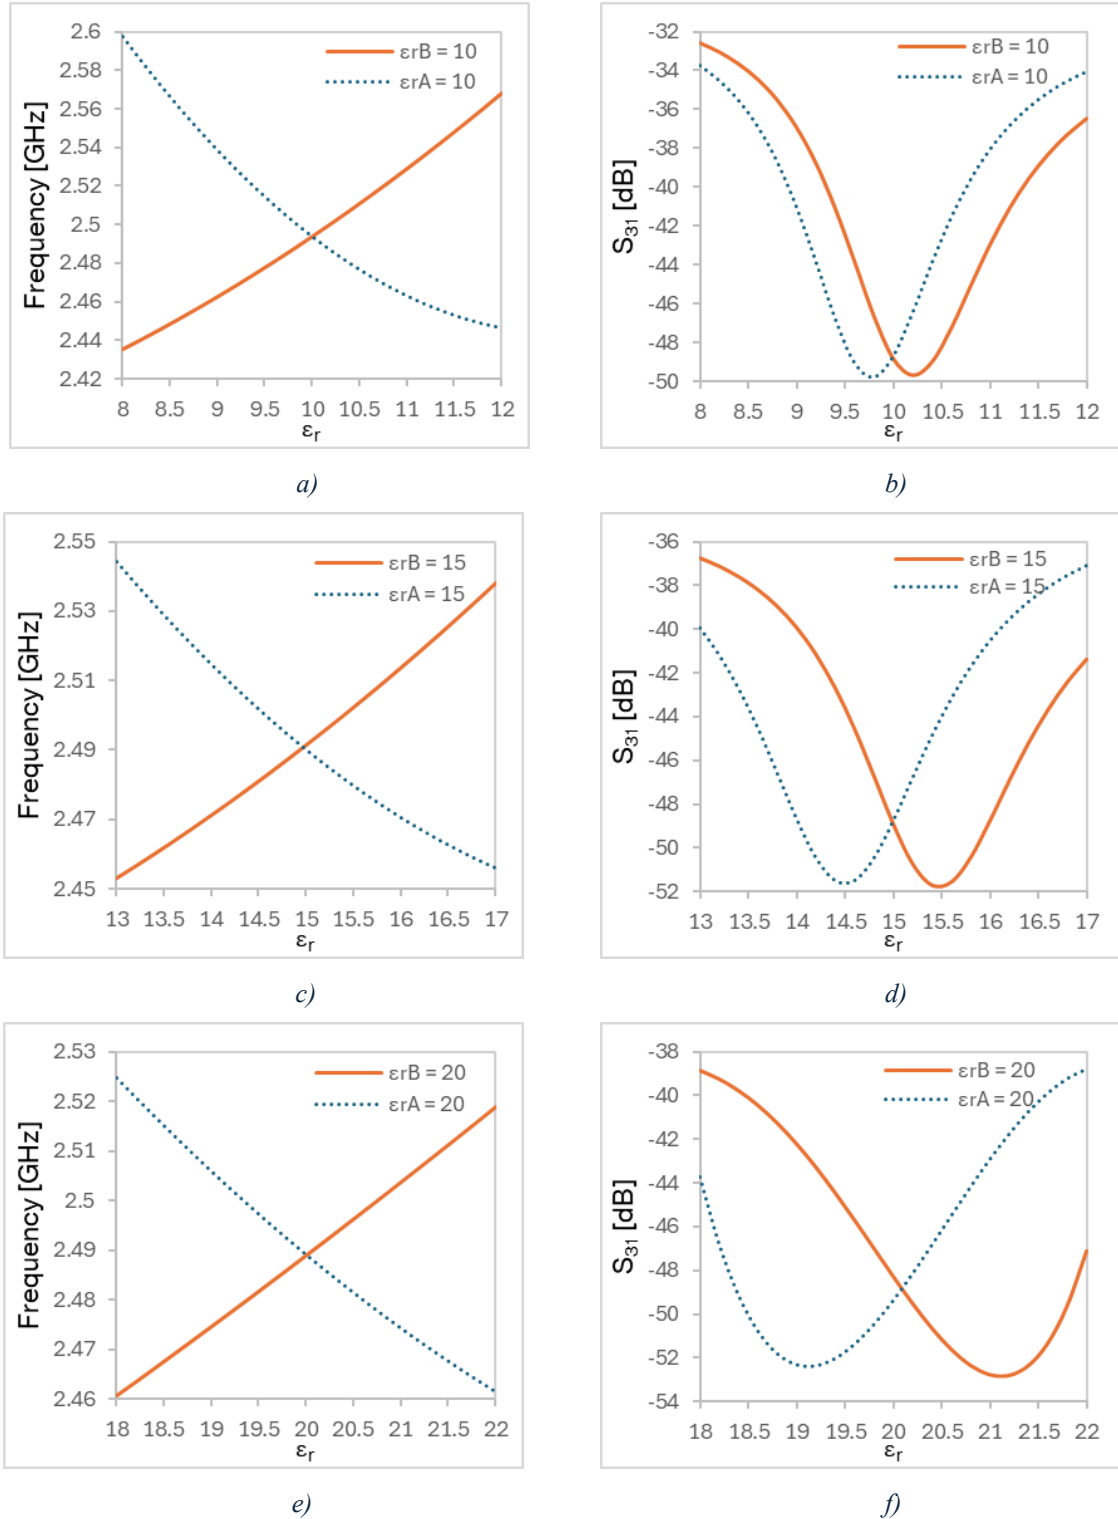 2.6
2.58
2.56
2.54
2.52
2.5
2.48
2.46
2.44
2.42
Frequency [GHz]
εrB = 10
εrA = 10
8 8.5 9 9.5 10 10.5 11 11.5 12
εr
a)
-32
-34
-36
-38
-40
-42
-44
-46
-48
-50
S31 [dB]
εrB = 10
εrA = 10
8 8.5 9 9.5 10 10.5 11 11.5 12
εr
b)
2.55
2.53
2.51
2.49
2.47
2.45
Frequency [GHz]
εrB = 15
εrA = 15
13 13.5 14 14.5 15 15.5 16 16.5 17
εr
c)
-36
-38
-40
-42
-44
-46
-48
-50
-52
S31 [dB]
εrB = 15
εrA = 15
13 13.5 14 14.5 15 15.5 16 16.5 17
εr
d)
2.53
2.52
2.51
2.5
2.49
2.48
2.47
2.46
Frequency [GHz]
εrB = 20
εrA = 20
18 18.5 19 19.5 20 20.5 21 21.5 22
εr
e)
-38
-40
-42
-44
-46
-48
-50
-52
-54
S31 [dB]
εrB = 20
εrA = 20
18 18.5 19 19.5 20 20.5 21 21.5 22
εr
f)